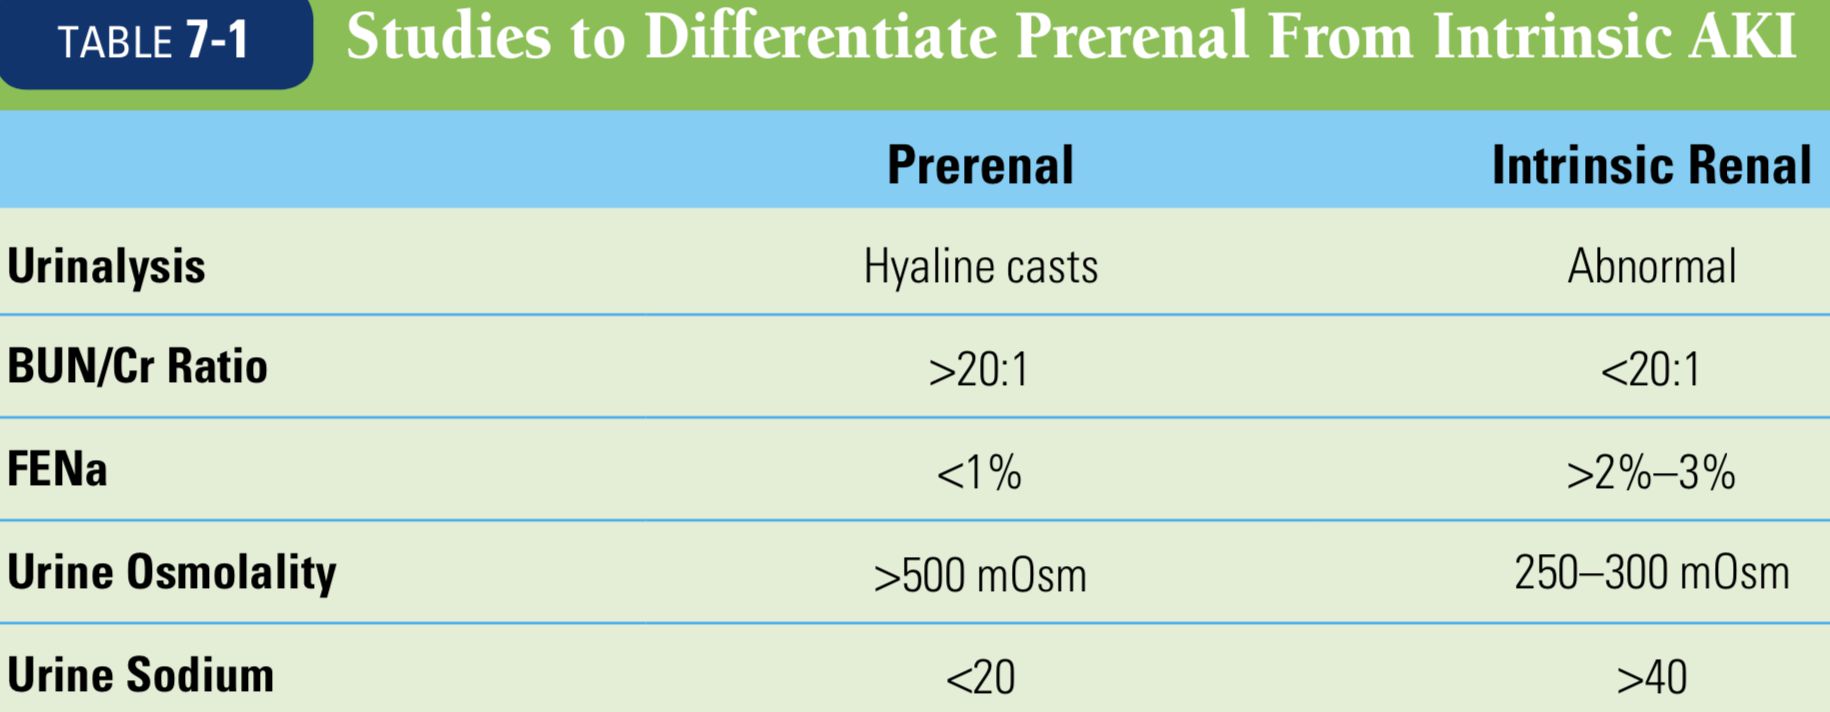 TABLE 7-1 Studies to Differentiate Prerenal From Intrinsic AKI
Prerenal Intrinsic Renal
Urinalysis Hyaline casts Abnormal
BUN/Cr Ratio >20:1 <20:1
FENa <1% >2%–3%
Urine Osmolality >500 mOsm 250–300 mOsm
Urine Sodium <20 >40